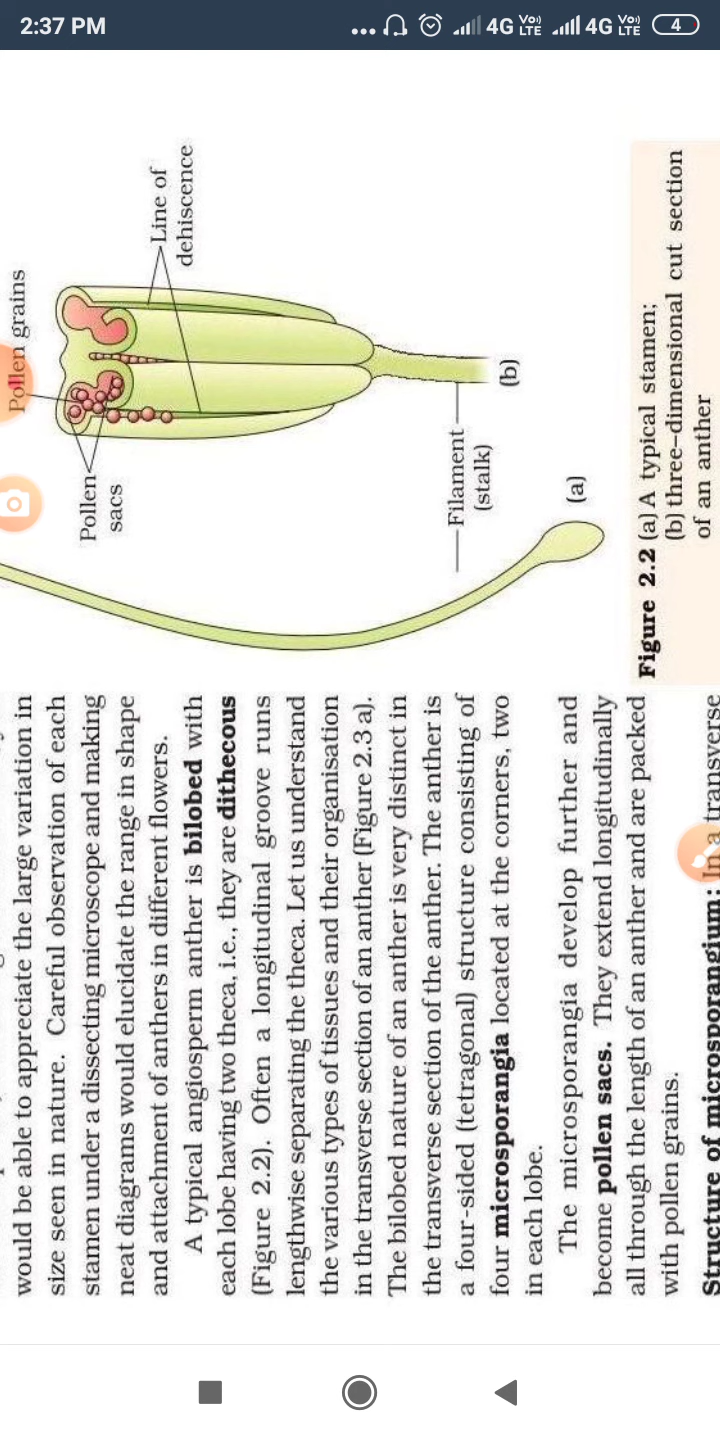 2:37 PM
4G
Vo))
LTE
4G
Vo))
LTE
4
would be able to appreciate the large variation in
size seen in nature. Careful observation of each
stamen under a dissecting microscope and making
neat diagrams would elucidate the range in shape
and attachment of anthers in different flowers.
A typical angiosperm anther is bilobed with
each lobe having two theca, i.e., they are dithecous
(Figure 2.2). Often a longitudinal groove runs
lengthwise separating the theca. Let us understand
the various types of tissues and their organisation
in the transverse section of an anther (Figure 2.3 a).
The bilobed nature of an anther is very distinct in
the transverse section of the anther. The anther is
a four-sided (tetragonal) structure consisting of
four microsporangia located at the corners, two
in each lobe.
The microsporangia develop further and
become pollen sacs. They extend longitudinally
all through the length of an anther and are packed
with pollen grains.
Structure of microsporangium: In a transverse
Pollen grains
Line of
dehiscence
Pollen
sacs
Filament
(stalk)
(b)
(a)
Figure 2.2 (a) A typical stamen;
(b) three–dimensional cut section
of an anther